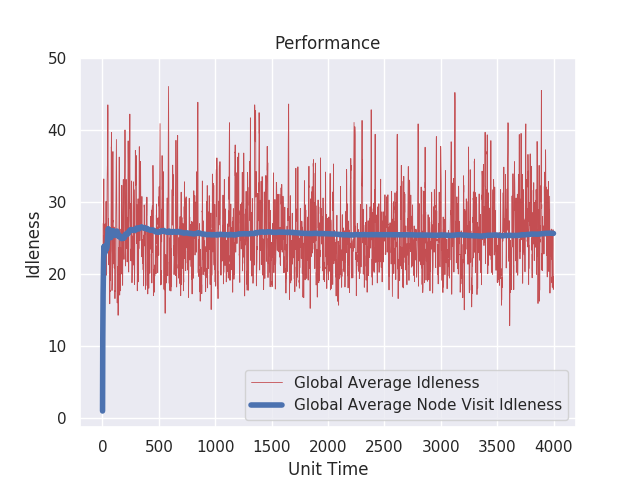 Performance
50
40
30
20
10
0
Idleness
Global Average Idleness
Global Average Node Visit Idleness
0 500 1000 1500 2000 2500 3000 3500 4000
Unit Time